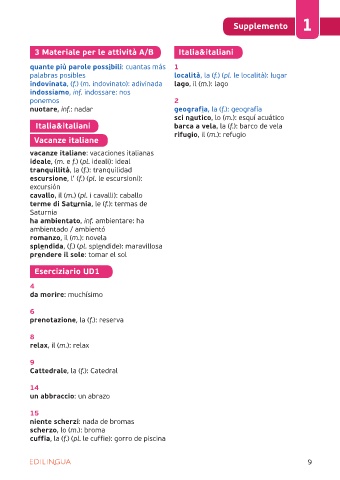 Supplemento 1
3 Materiale per le attività A/B
quante più parole possibili: cuantas más
palabras posibles
indovinata, (f.) (m. indovinato): adivinada
indossiamo, inf. indossare: nos
ponemos
nuotare, inf.: nadar
Italia&italiani
Vacanze italiane
vacanze italiane: vacaciones italianas
ideale, (m. e f.) (pl. ideali): ideal
tranquillità, la (f.): tranquilidad
escursione, l' (f.) (pl. le escursioni):
excursión
cavallo, il (m.) (pl. i cavalli): caballo
terme di Saturnia, le (f.): termas de
Saturnia
ha ambientato, inf. ambientare: ha
ambientado / ambientó
romanzo, il (m.): novela
splendida, (f.) (pl. splendide): maravillosa
prendere il sole: tomar el sol
Eserciziario UD1
4
da morire: muchísimo
6
prenotazione, la (f.): reserva
8
relax, il (m.): relax
9
Cattedrale, la (f.): Catedral
14
un abbraccio: un abrazo
15
niente scherzi: nada de bromas
scherzo, lo (m.): broma
cuffia, la (f.) (pl. le cuffie): gorro de piscina
Italia&italiani
1
località, la (f.) (pl. le località): lugar
lago, il (m.): lago
2
geografia, la (f.): geografía
sci nautico, lo (m.): esquí acuático
barca a vela, la (f.): barco de vela
rifugio, il (m.): refugio
EDILINGUA
9